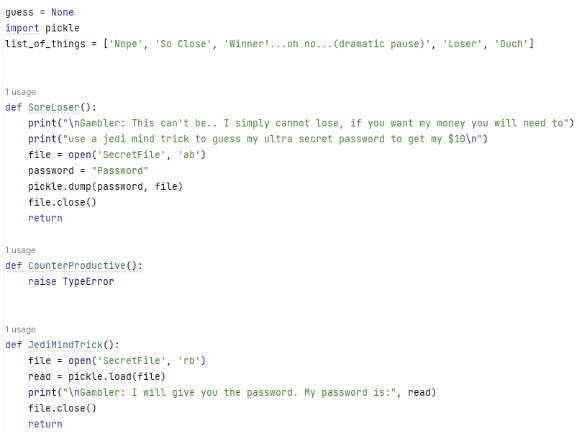 guess = None
import pickle
list_of_things = ['Nope', 'So Close', 'Winner!...oh no...(dramatic pause)', 'Loser', 'Ouch']
1 usage
def SoreLoser():
    print("\nGambler: This can't be.. I simply cannot lose, if you want my money you will need to")
    print("use a jedi mind trick to guess my ultra secret password to get my $10\n")
    file = open('SecretFile', 'ab')
    password = "Password"
    pickle.dump(password, file)
    file.close()
    return
1 usage
def CounterProductive():
    raise TypeError
1 usage
def JediMindTrick():
    file = open('SecretFile', 'rb')
    read = pickle.load(file)
    print("\nGambler: I will give you the password. My password is:", read)
    file.close()
    return